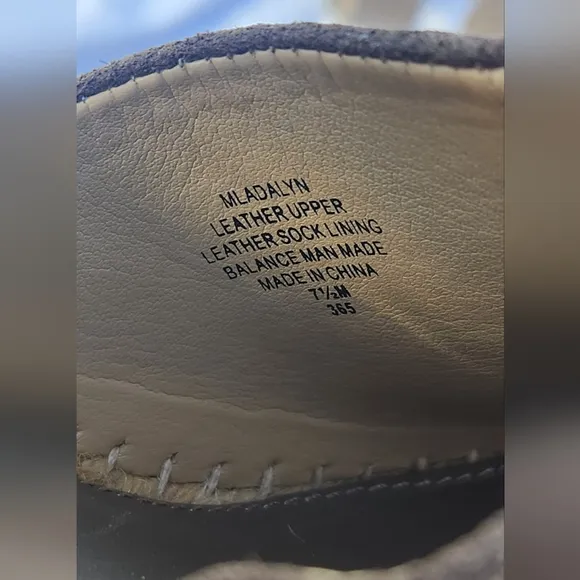 MLADALYN
LEATHER UPPER
LEATHER SOCK LINING
BALANCE MAN MADE
MADE IN CHINA
7½M
365